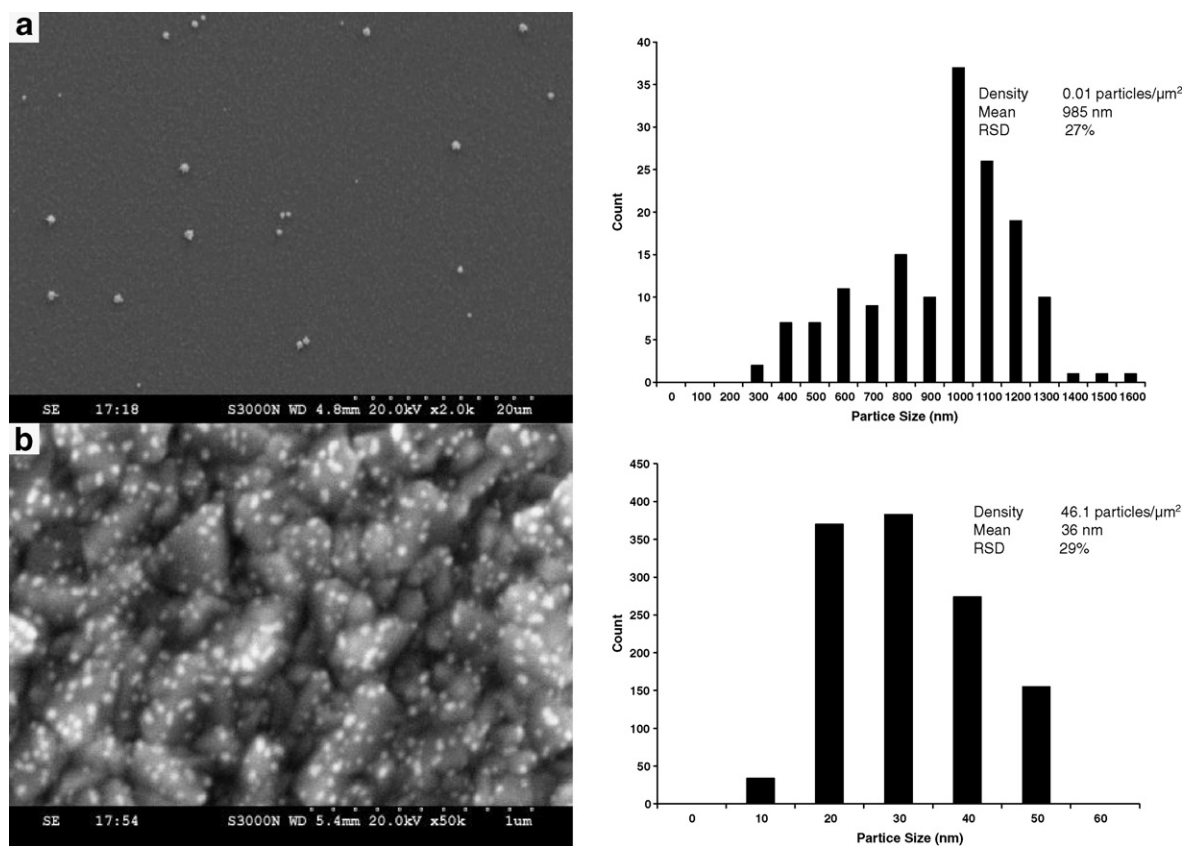 a
SE 17:18 S3000N WD 4.8mm 20.0kV x2.0k 20um
40
35
30
25
20
15
10
5
0
Count
Density 0.01 particles/µm²
Mean 985 nm
RSD 27%
0 100 200 300 400 500 600 700 800 900 1000 1100 1200 1300 1400 1500 1600
Partice Size (nm)
b
SE 17:54 S3000N WD 5.4mm 20.0kV x50k 1um
450
400
350
300
250
200
150
100
50
0
Count
Density 46.1 particles/µm²
Mean 36 nm
RSD 29%
0 10 20 30 40 50 60
Partice Size (nm)